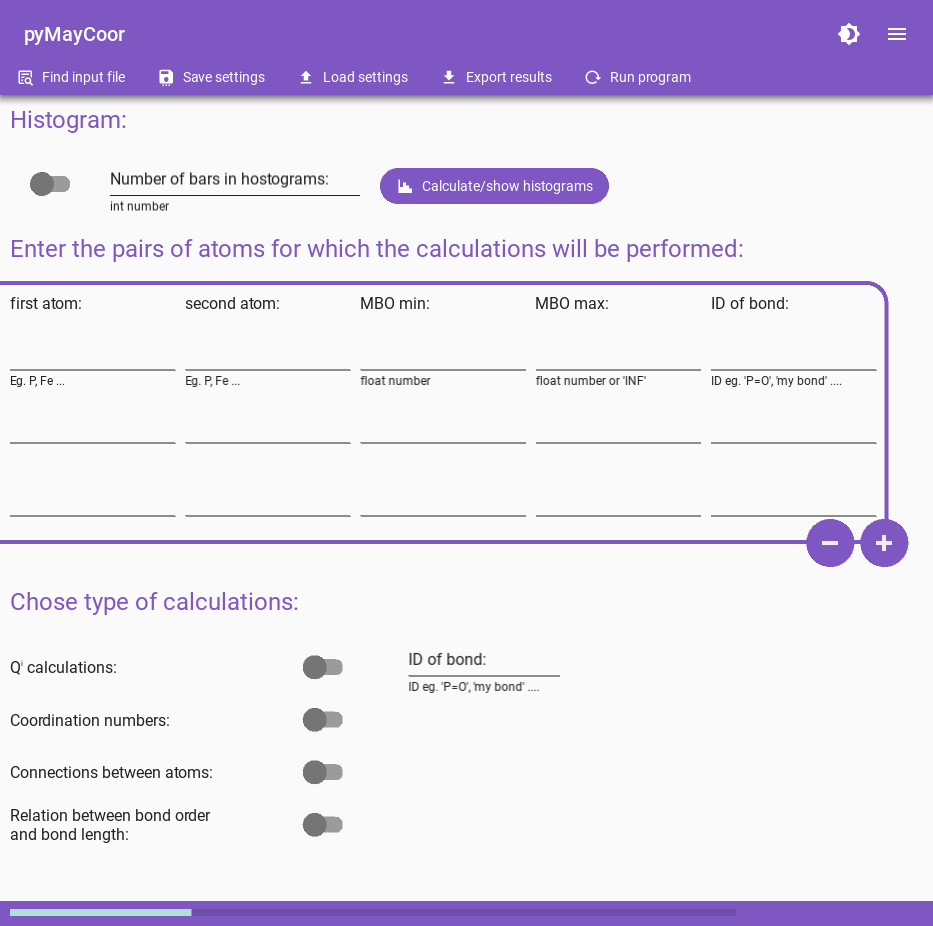 pyMayCoor
Find input file Save settings Load settings Export results Run program
Histogram:
Number of bars in hostograms:
Calculate/show histograms
int number
Enter the pairs of atoms for which the calculations will be performed:
first atom: second atom: MBO min: MBO max: ID of bond:
Eg. P, Fe ... Eg. P, Fe ... float number float number or 'INF' ID eg. 'P=O', 'my bond' ....
Chose type of calculations:
Qⁱ calculations:
ID of bond:
ID eg. 'P=O', 'my bond' ....
Coordination numbers:
Connections between atoms:
Relation between bond order
and bond length: